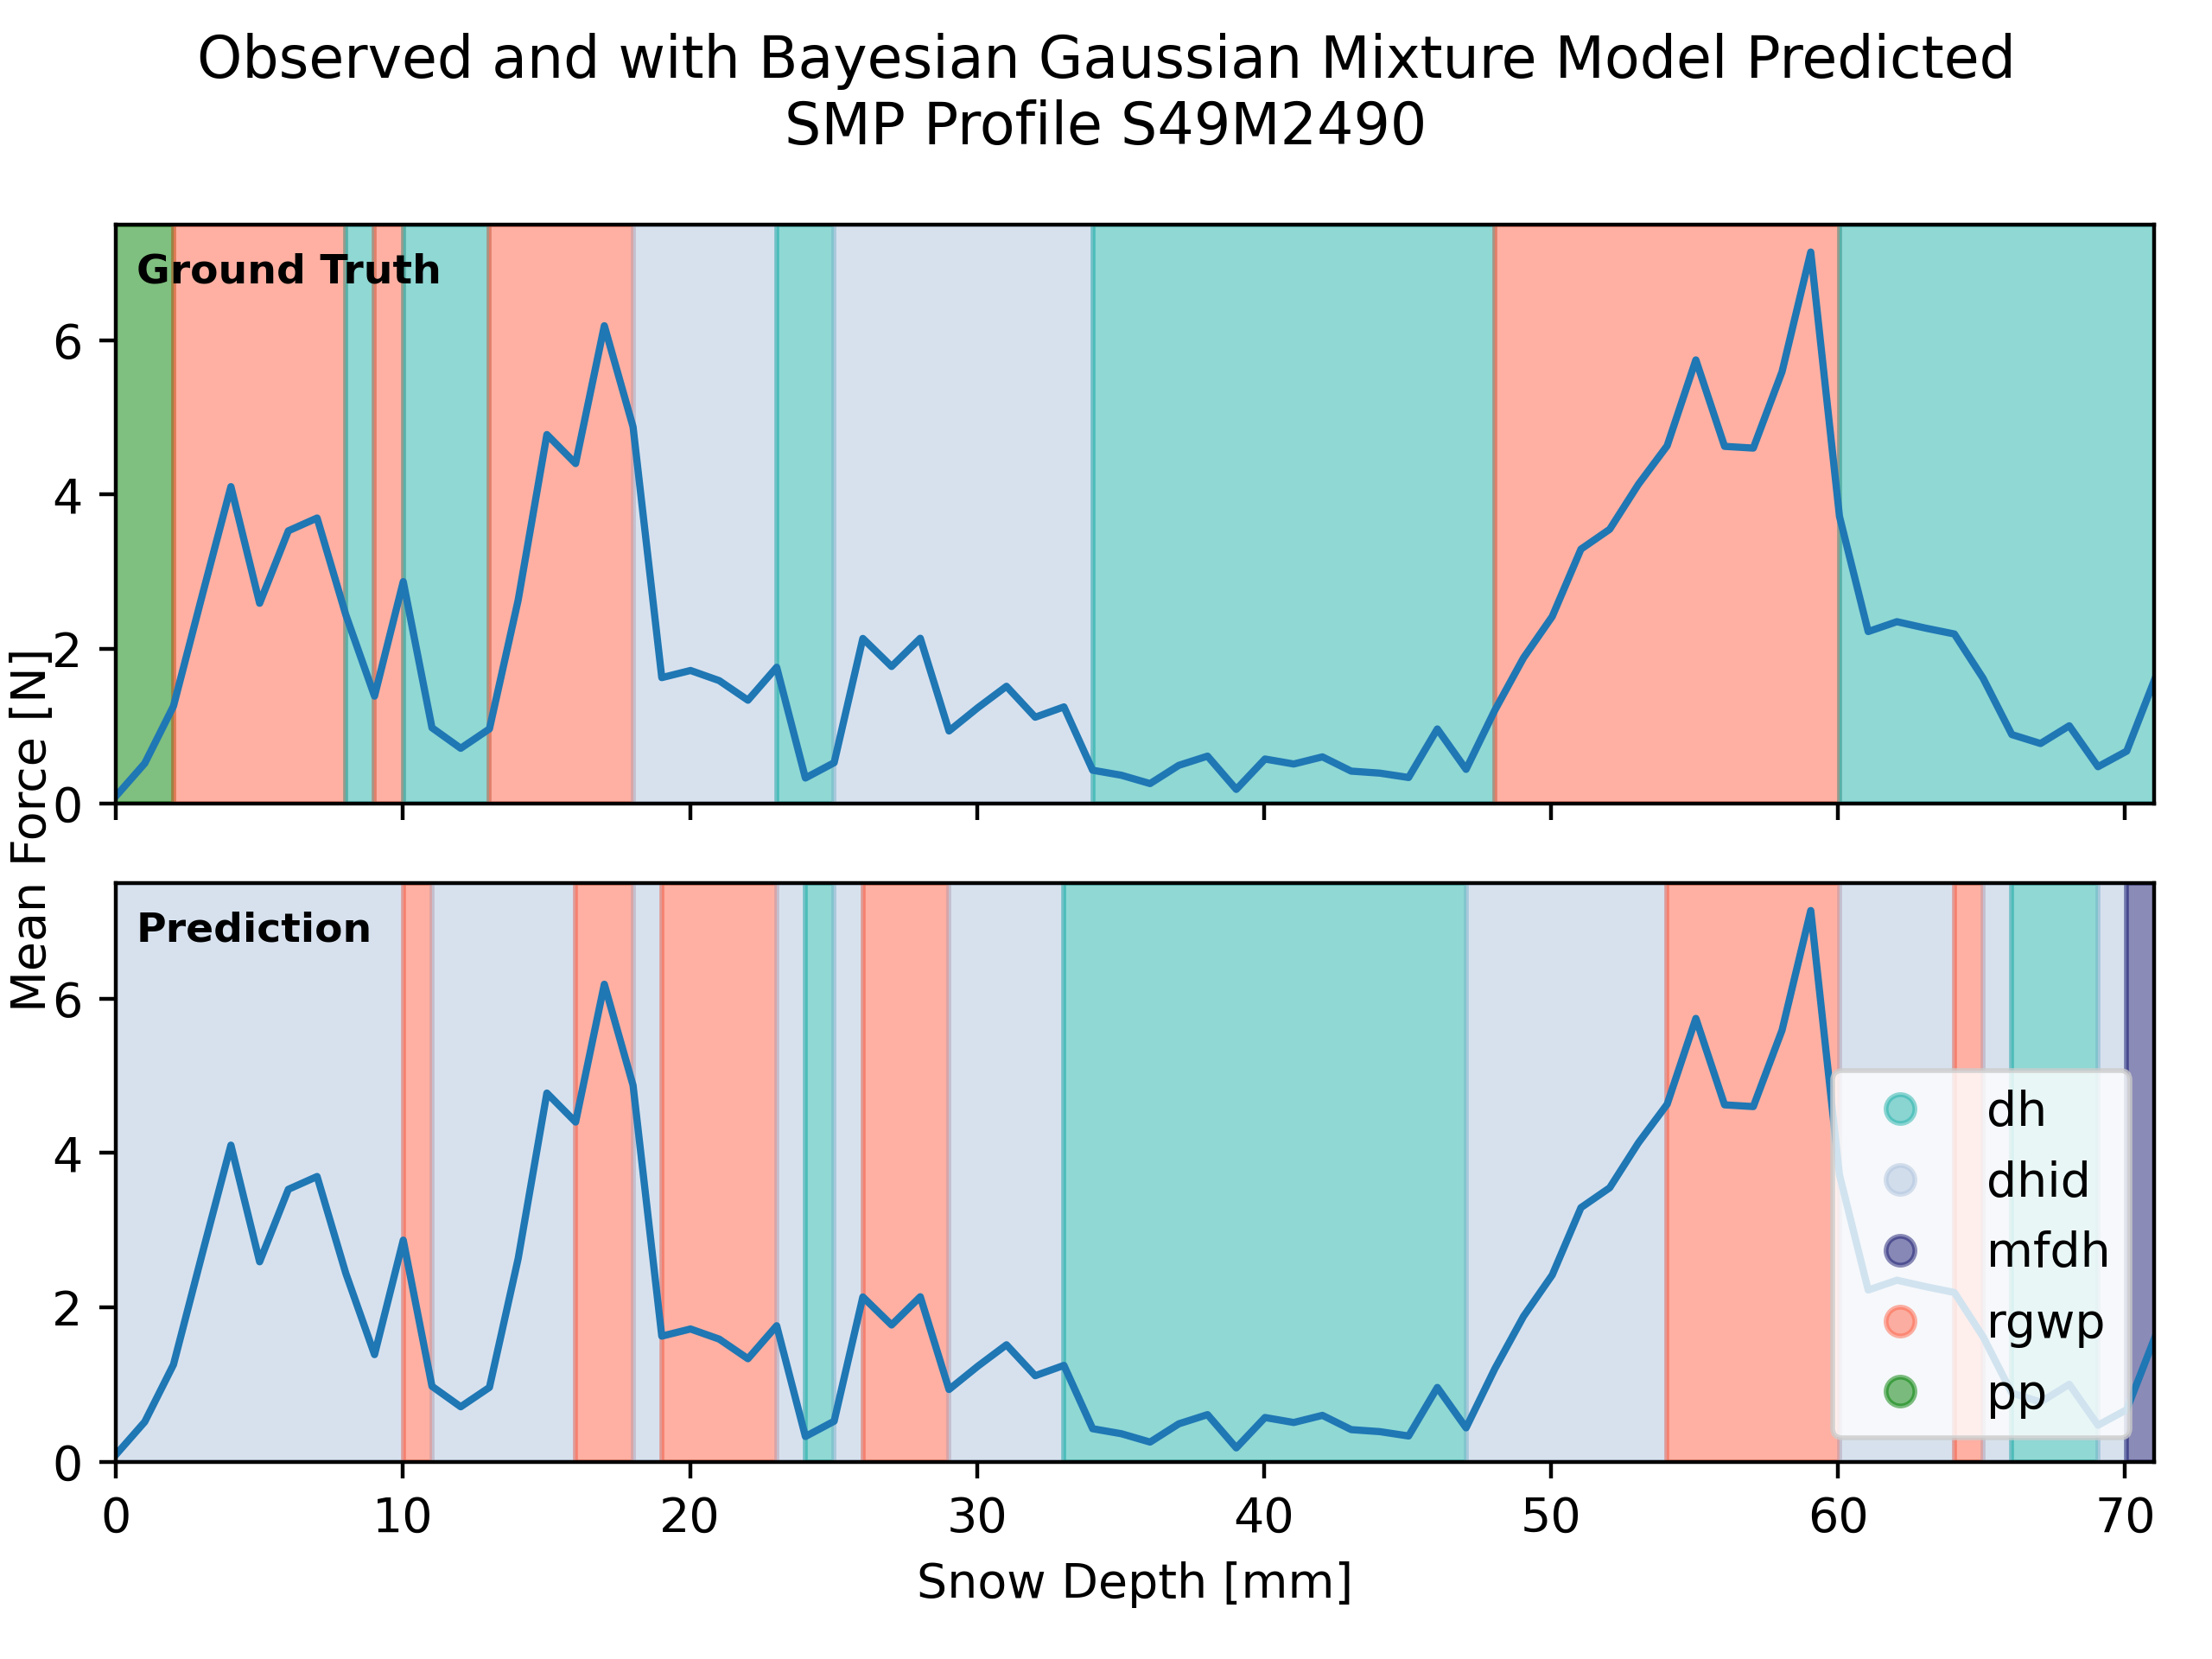 Observed and with Bayesian Gaussian Mixture Model Predicted
SMP Profile S49M2490
Ground Truth
6
4
2
0
Mean Force [N]
Prediction
6
4
2
0
dh
dhid
mfdh
rgwp
pp
0 10 20 30 40 50 60 70
Snow Depth [mm]